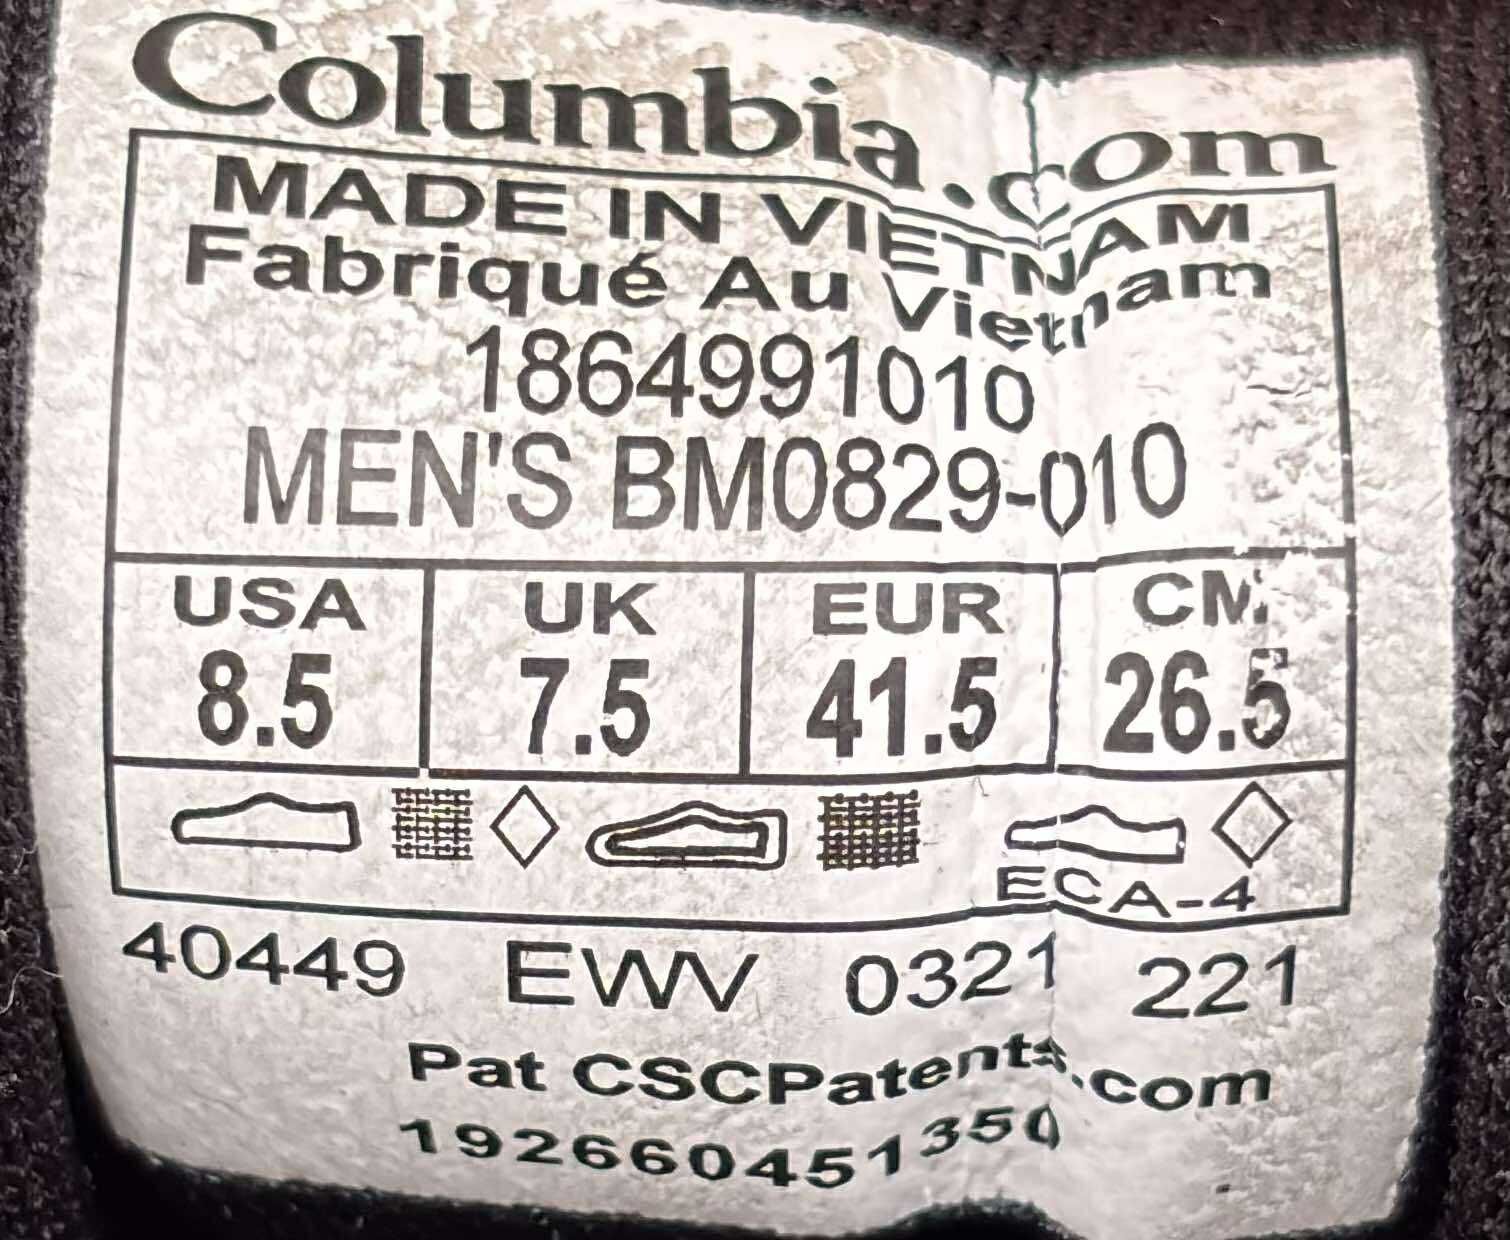 Columbia.com
MADE IN VIETNAM
Fabriqué Au Vietnam
1864991010
MEN'S BM0829-010
USA UK EUR CM
8.5 7.5 41.5 26.5
ECA-4
40449 EWV 0321 221
Pat CSCPatents.com
192660451350